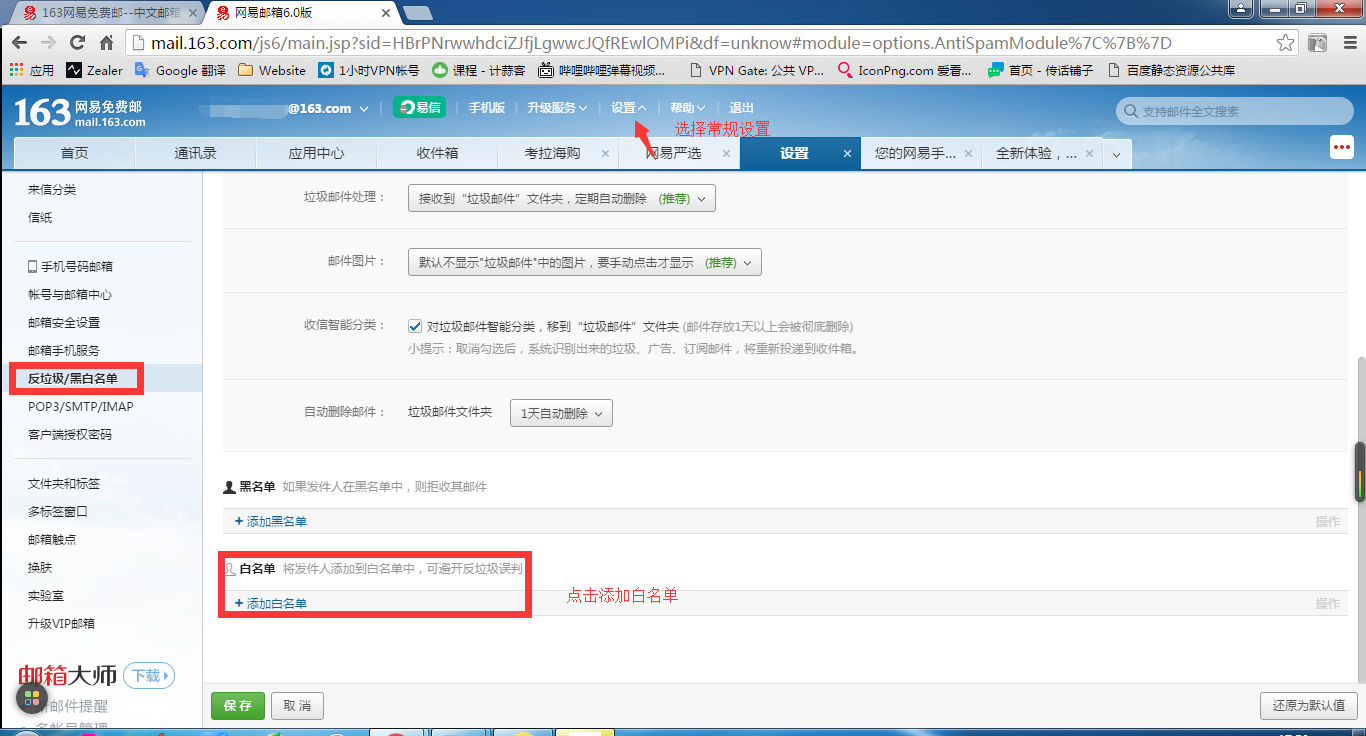 163网易免费邮--中文邮箱
网易邮箱6.0版
mail.163.com/js6/main.jsp?sid=HBrPNrwwhdciZJfjLgwwcJQfREwlOMPi&df=unknow#module=options.AntiSpamModule%7C%7B%7D
应用 Zealer Google 翻译 Website 1小时VPN帐号 课程 - 计蒜客 哔哩哔哩弹幕视频... VPN Gate: 公共 VP... IconPng.com 爱看... 首页 - 传话铺子 百度静态资源公共库
163 网易免费邮
mail.163.com
@163.com 易信 手机版 升级服务 设置 帮助 退出
支持邮件全文搜索
选择常规设置
首页 通讯录 应用中心 收件箱 考拉海购 网易严选 设置 您的网易手... 全新体验，...
来信分类
信纸
手机号码邮箱
帐号与邮箱中心
邮箱安全设置
邮箱手机服务
反垃圾/黑白名单
POP3/SMTP/IMAP
客户端授权密码
文件夹和标签
多标签窗口
邮箱触点
换肤
实验室
升级VIP邮箱
邮箱大师 下载
新邮件提醒
多帐号管理
垃圾邮件处理： 接收到“垃圾邮件”文件夹，定期自动删除 (推荐)
邮件图片： 默认不显示"垃圾邮件"中的图片，要手动点击才显示 (推荐)
收信智能分类： 对垃圾邮件智能分类，移到“垃圾邮件”文件夹 (邮件存放1天以上会被彻底删除)
小提示：取消勾选后，系统识别出来的垃圾、广告、订阅邮件，将重新投递到收件箱。
自动删除邮件： 垃圾邮件文件夹 1天自动删除
黑名单 如果发件人在黑名单中，则拒收其邮件
+ 添加黑名单 操作
白名单 将发件人添加到白名单中，可避开反垃圾误判
+ 添加白名单 操作
点击添加白名单
保 存 取 消 还原为默认值